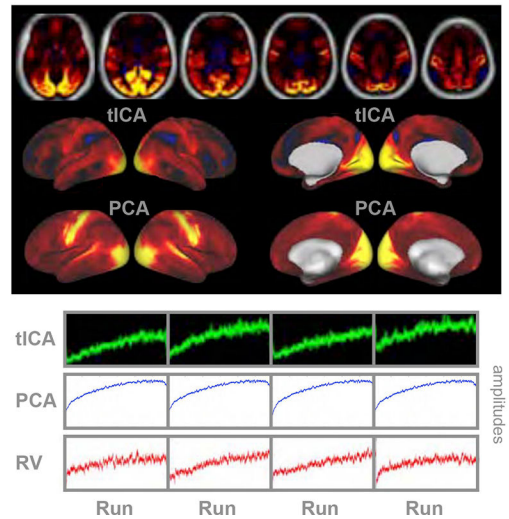 tICA tICA
PCA PCA
tICA
PCA
RV
amplitudes
Run Run Run Run